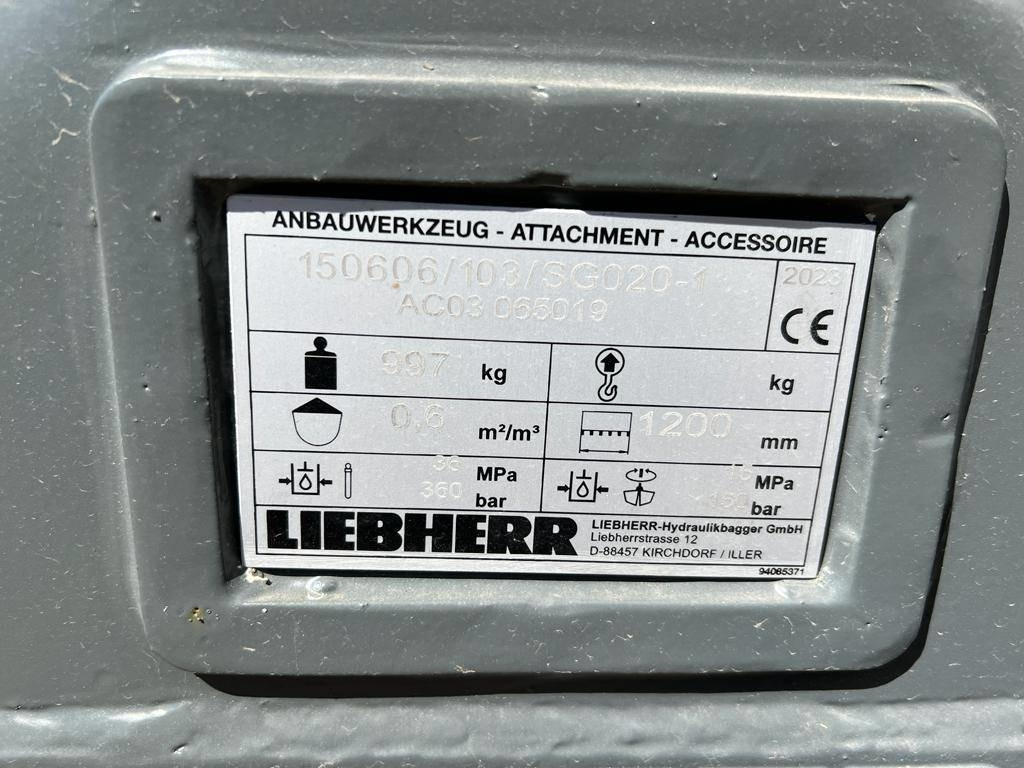 ANBAUWERKZEUG - ATTACHMENT - ACCESSOIRE
150606/103/SG020-1
2023
AC03 065019
CE
997 kg
kg
0,6 m²/m³
1200 mm
36 MPa
360 bar
MPa
150 bar
LIEBHERR
LIEBHERR-Hydraulikbagger GmbH
Liebherrstrasse 12
D-88457 KIRCHDORF / ILLER
94085371